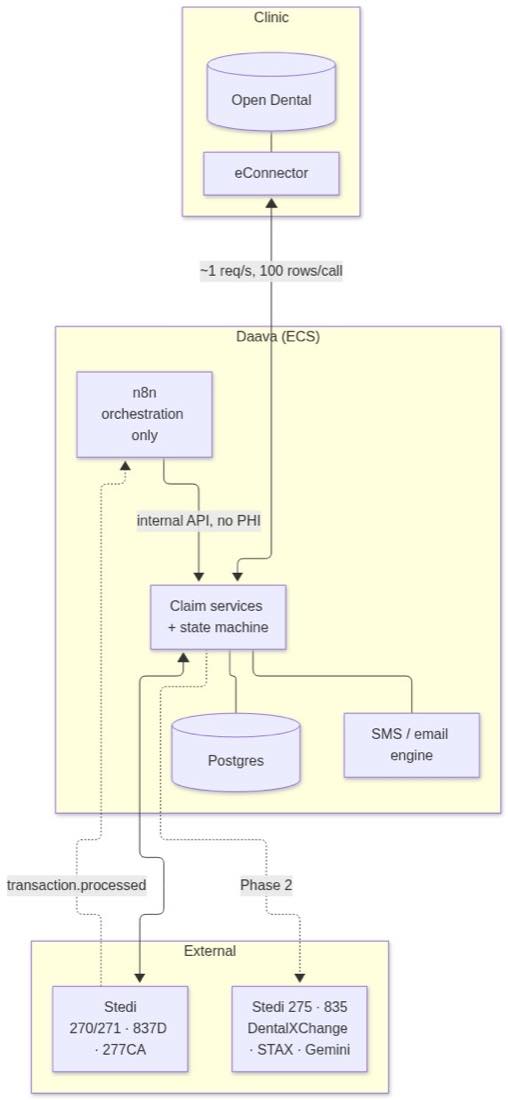 Clinic
Open Dental
eConnector
~1 req/s, 100 rows/call
Daava (ECS)
n8n
orchestration
only
internal API, no PHI
Claim services
+ state machine
Postgres
SMS / email
engine
transaction.processed
Phase 2
External
Stedi
270/271 · 837D
· 277CA
Stedi 275 · 835
DentalXChange
· STAX · Gemini